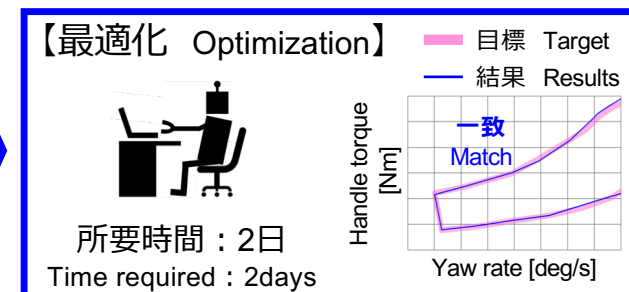 【最適化 Optimization】
所要時間：2日
Time required：2days
目標 Target
結果 Results
一致
Match
Handle torque
[Nm]
Yaw rate [deg/s]